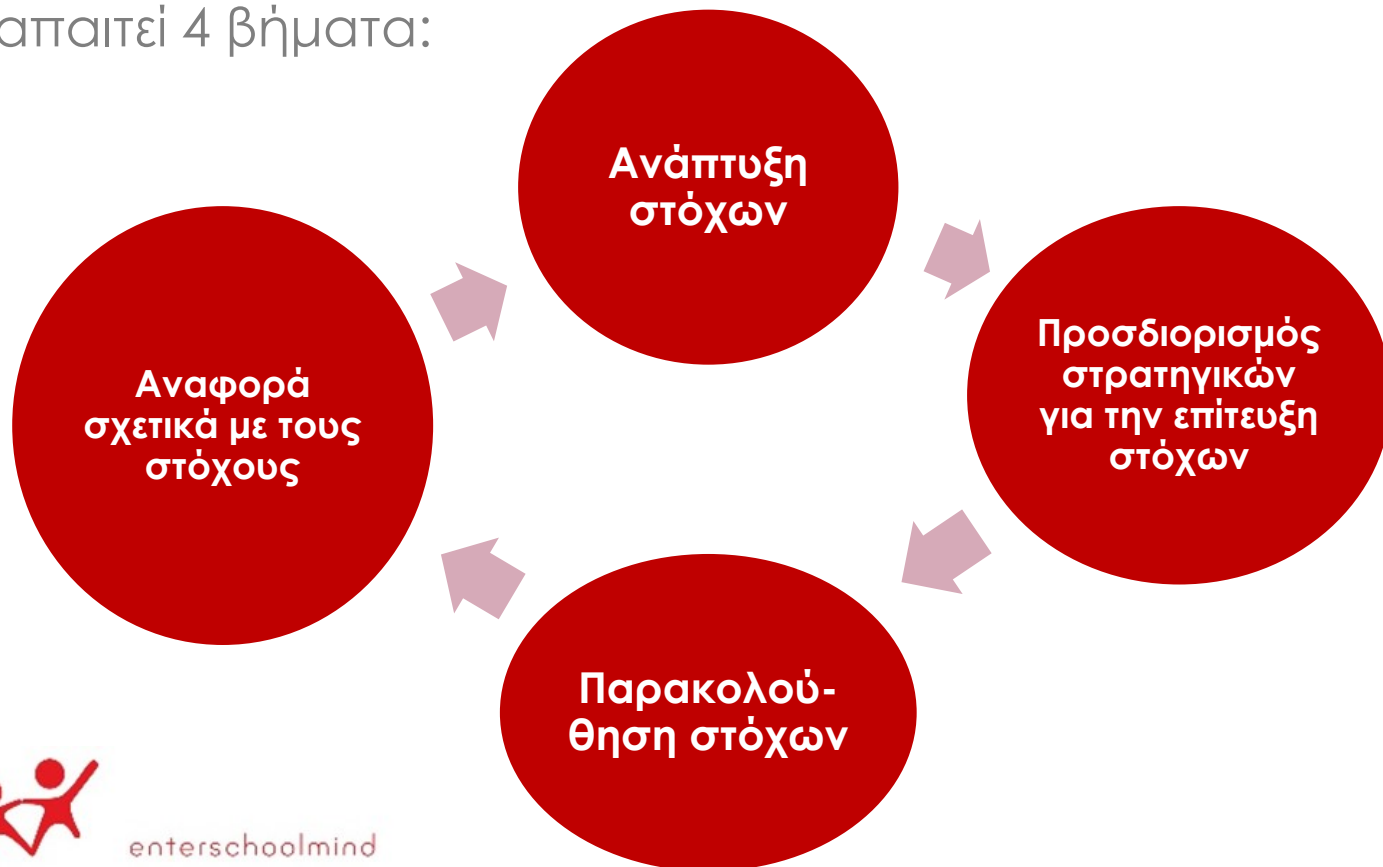 απαιτεί 4 βήματα:
Ανάπτυξη
στόχων
Προσδιορισμός
στρατηγικών
για την επίτευξη
στόχων
Παρακολού-
θηση στόχων
Αναφορά
σχετικά με τους
στόχους
enterschoolmind